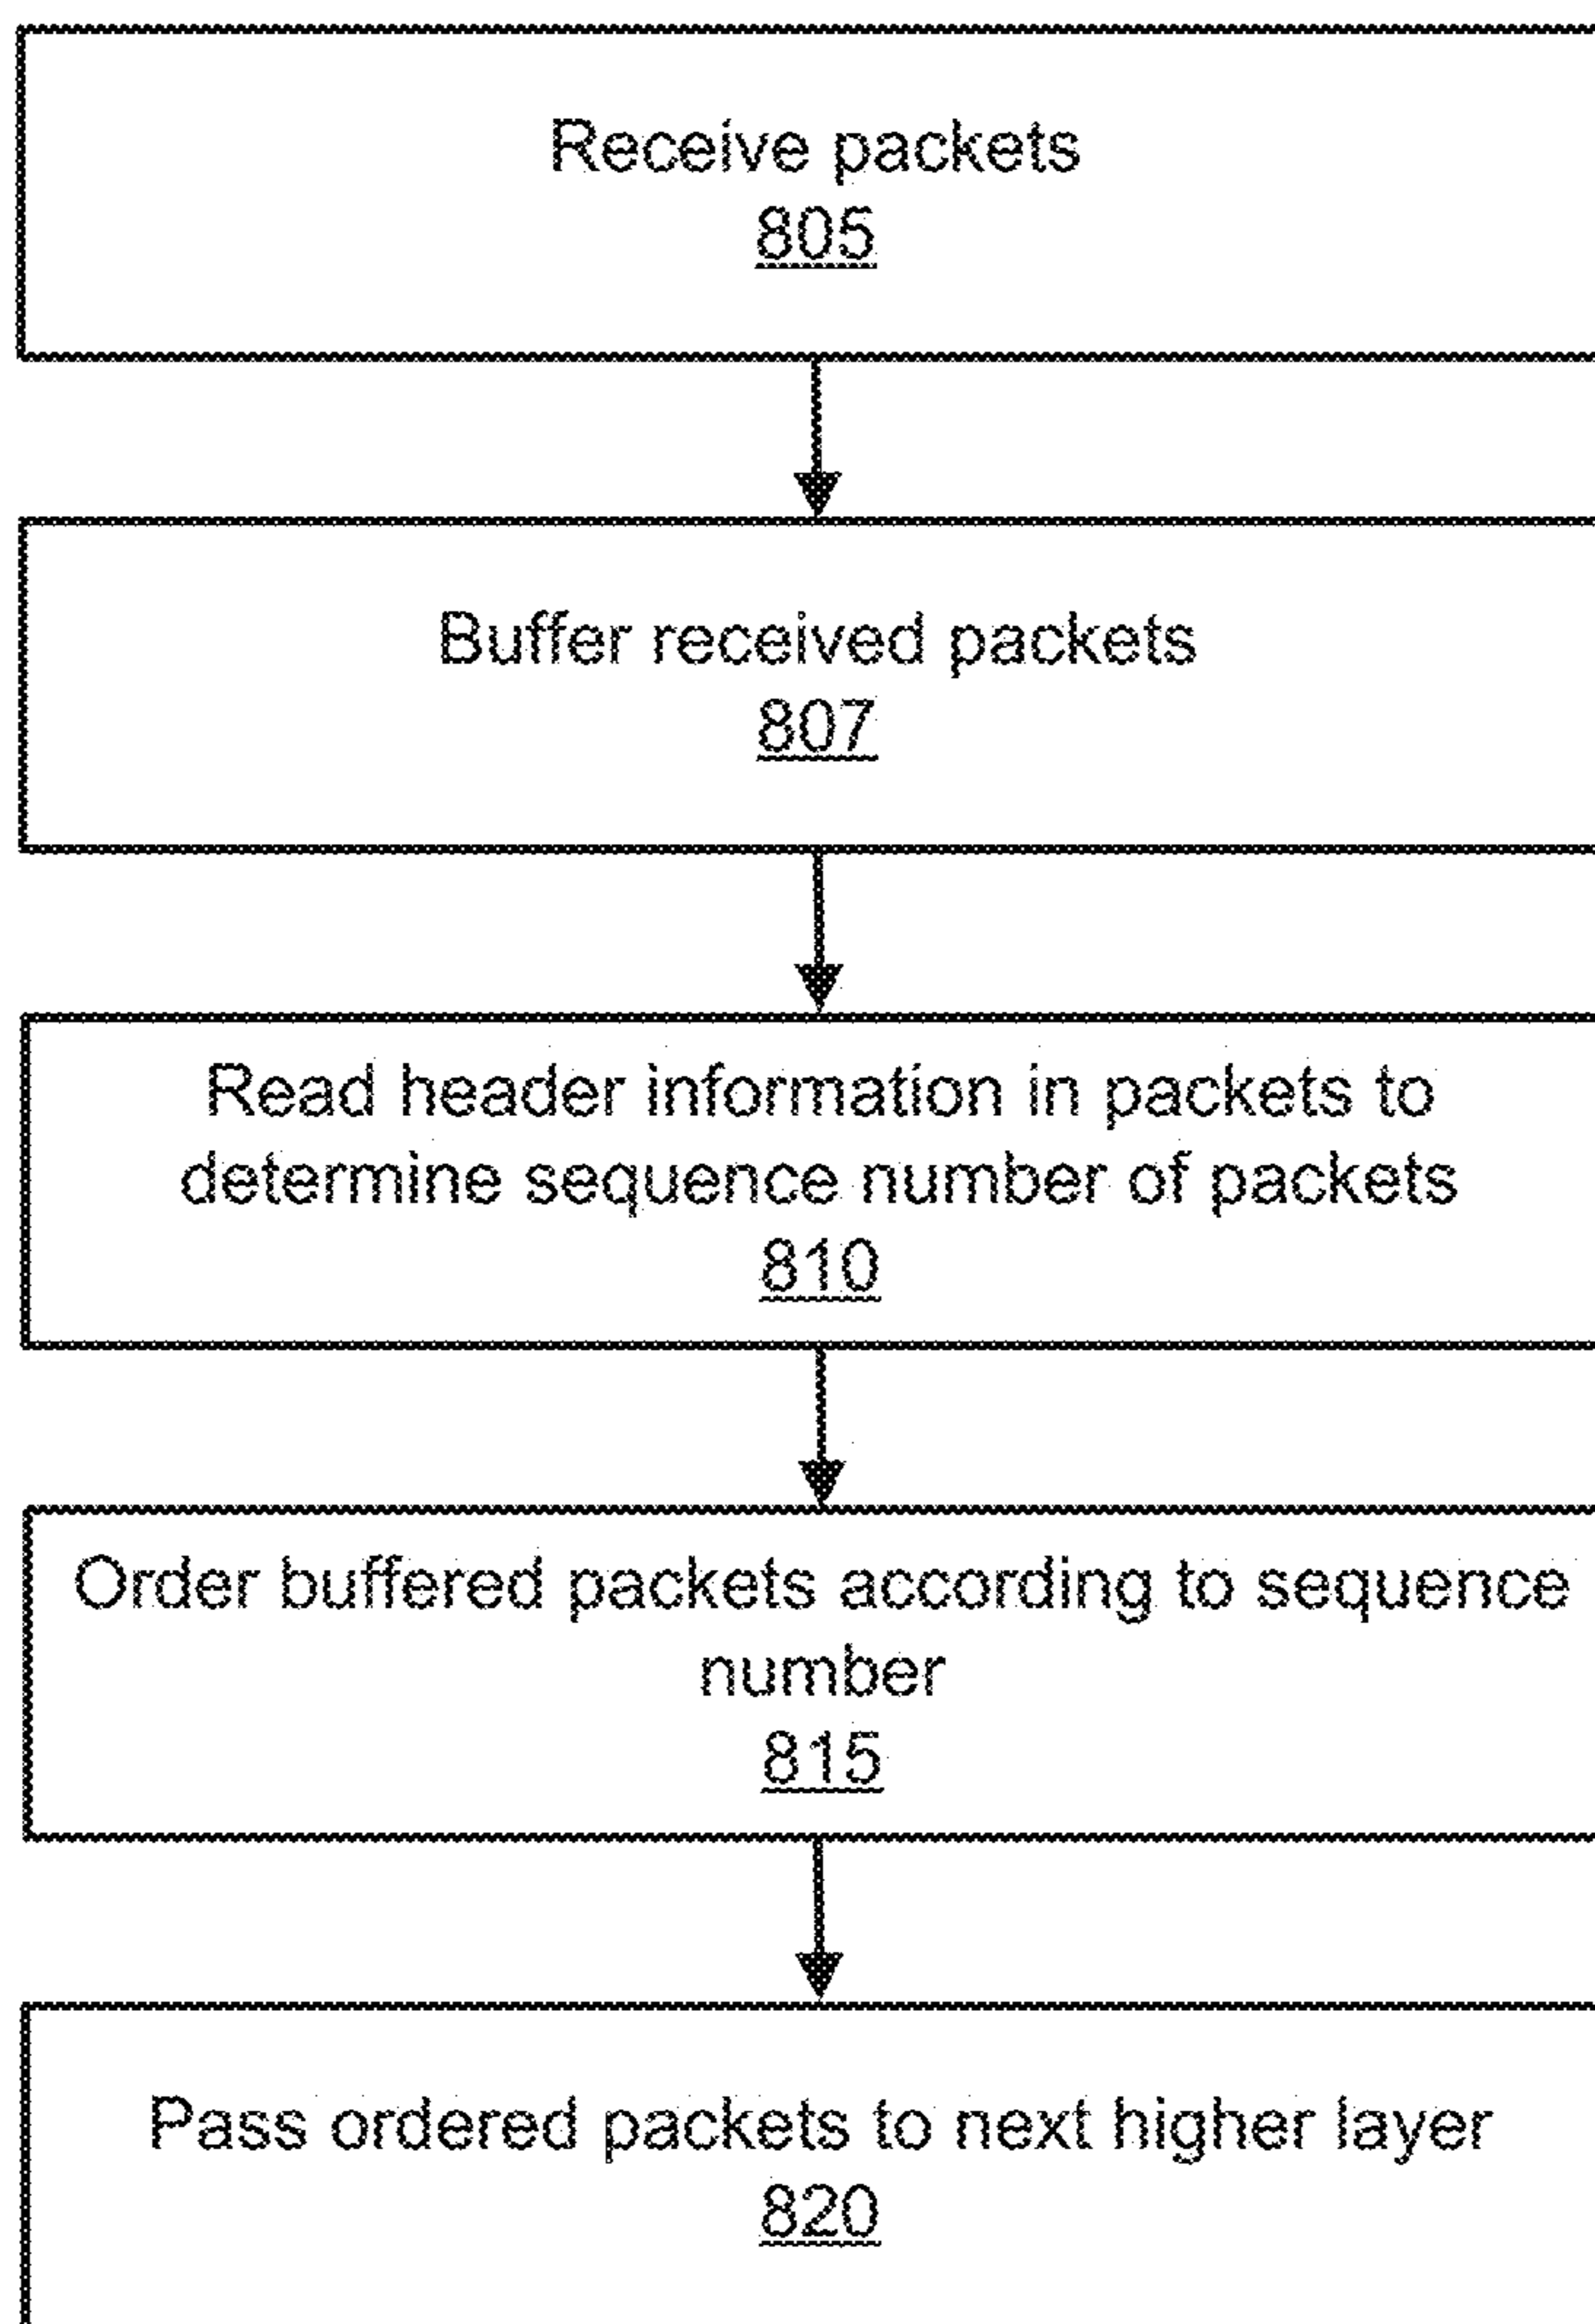 Receive packets
805
Buffer received packets
807
Read header information in packets to
determine sequence number of packets
810
Order buffered packets according to sequence
number
815
Pass ordered packets to next higher layer
820